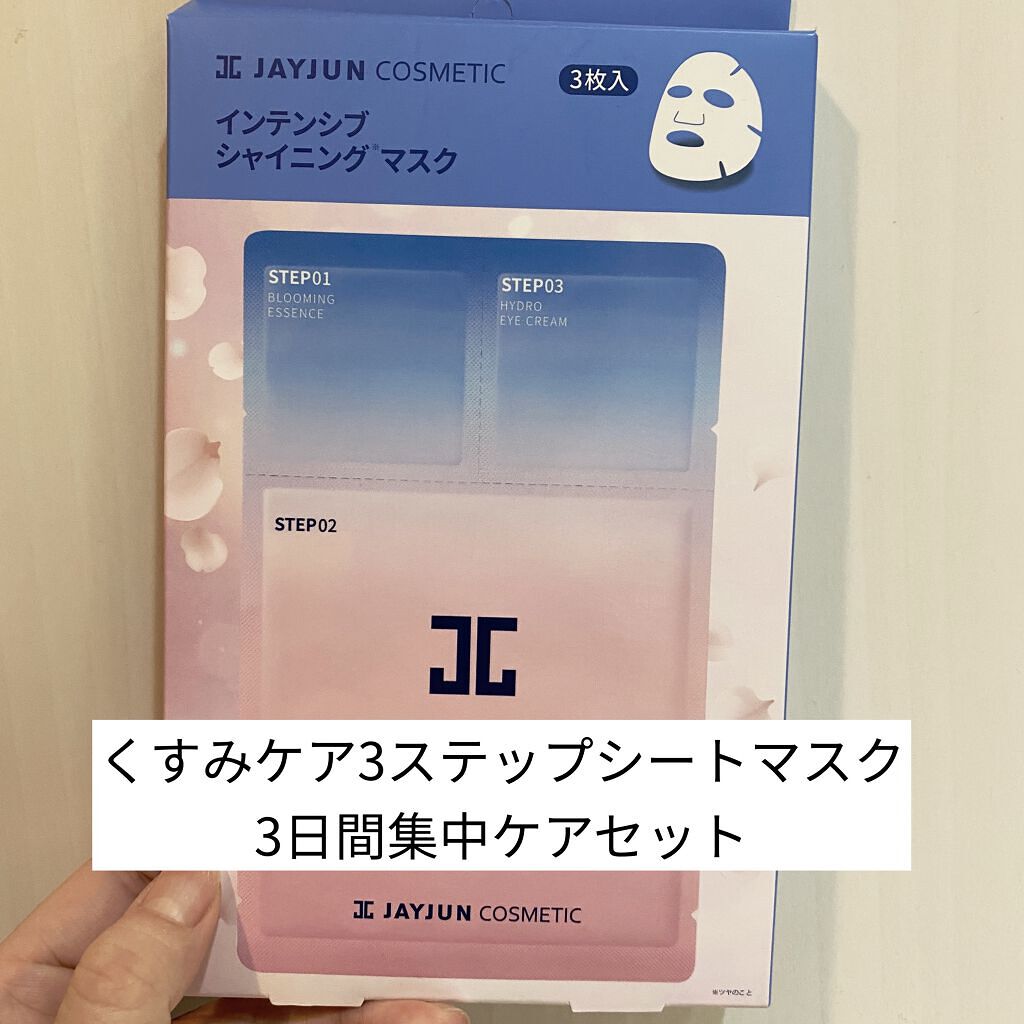 JAYJUN COSMETIC
3枚入
インテンシブ
シャイニング※マスク
STEP01
BLOOMING
ESSENCE
STEP03
HYDRO
EYE CREAM
STEP02
くすみケア3ステップシートマスク
3日間集中ケアセット
JAYJUN COSMETIC
※ツヤのこと